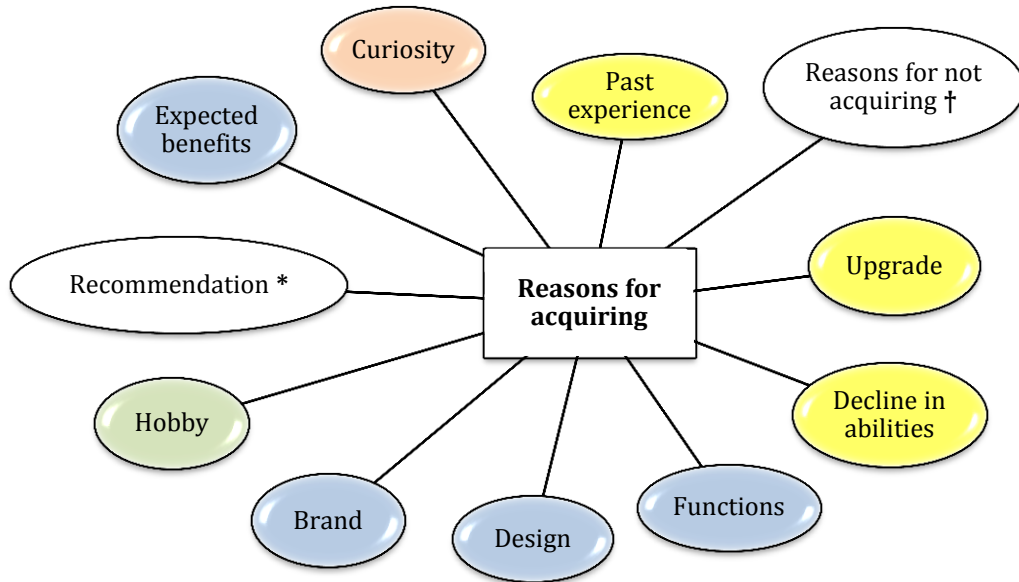 Curiosity
Past
experience
Reasons for not
acquiring †
Expected
benefits
Upgrade
Recommendation *
Reasons for
acquiring
Decline in
abilities
Hobby
Functions
Brand
Design